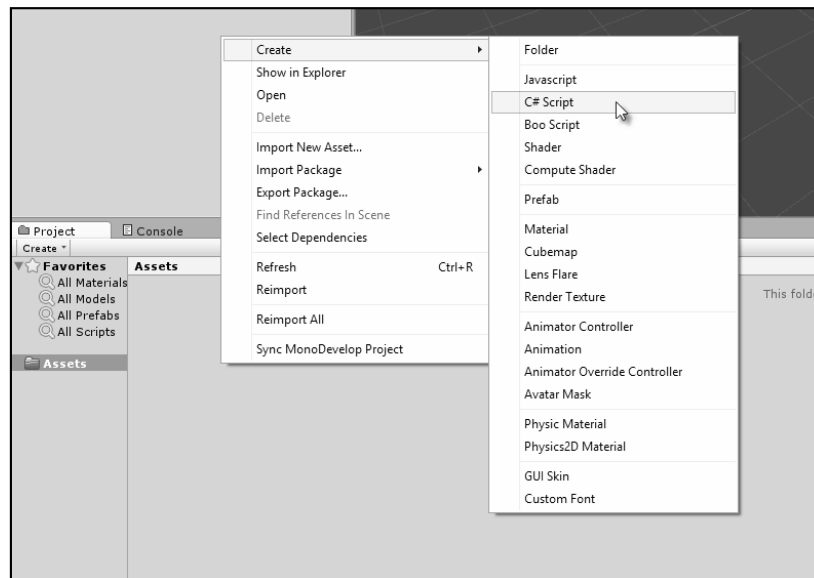 Create
Show in Explorer
Open
Delete
Import New Asset...
Import Package
Export Package...
Find References In Scene
Select Dependencies
Refresh Ctrl+R
Reimport
Reimport All
Sync MonoDevelop Project
Folder
Javascript
C# Script
Boo Script
Shader
Compute Shader
Prefab
Material
Cubemap
Lens Flare
Render Texture
Animator Controller
Animation
Animator Override Controller
Avatar Mask
Physic Material
Physics2D Material
GUI Skin
Custom Font
Project Console
Create
Favorites
All Materials
All Models
All Prefabs
All Scripts
Assets
Assets
This fold